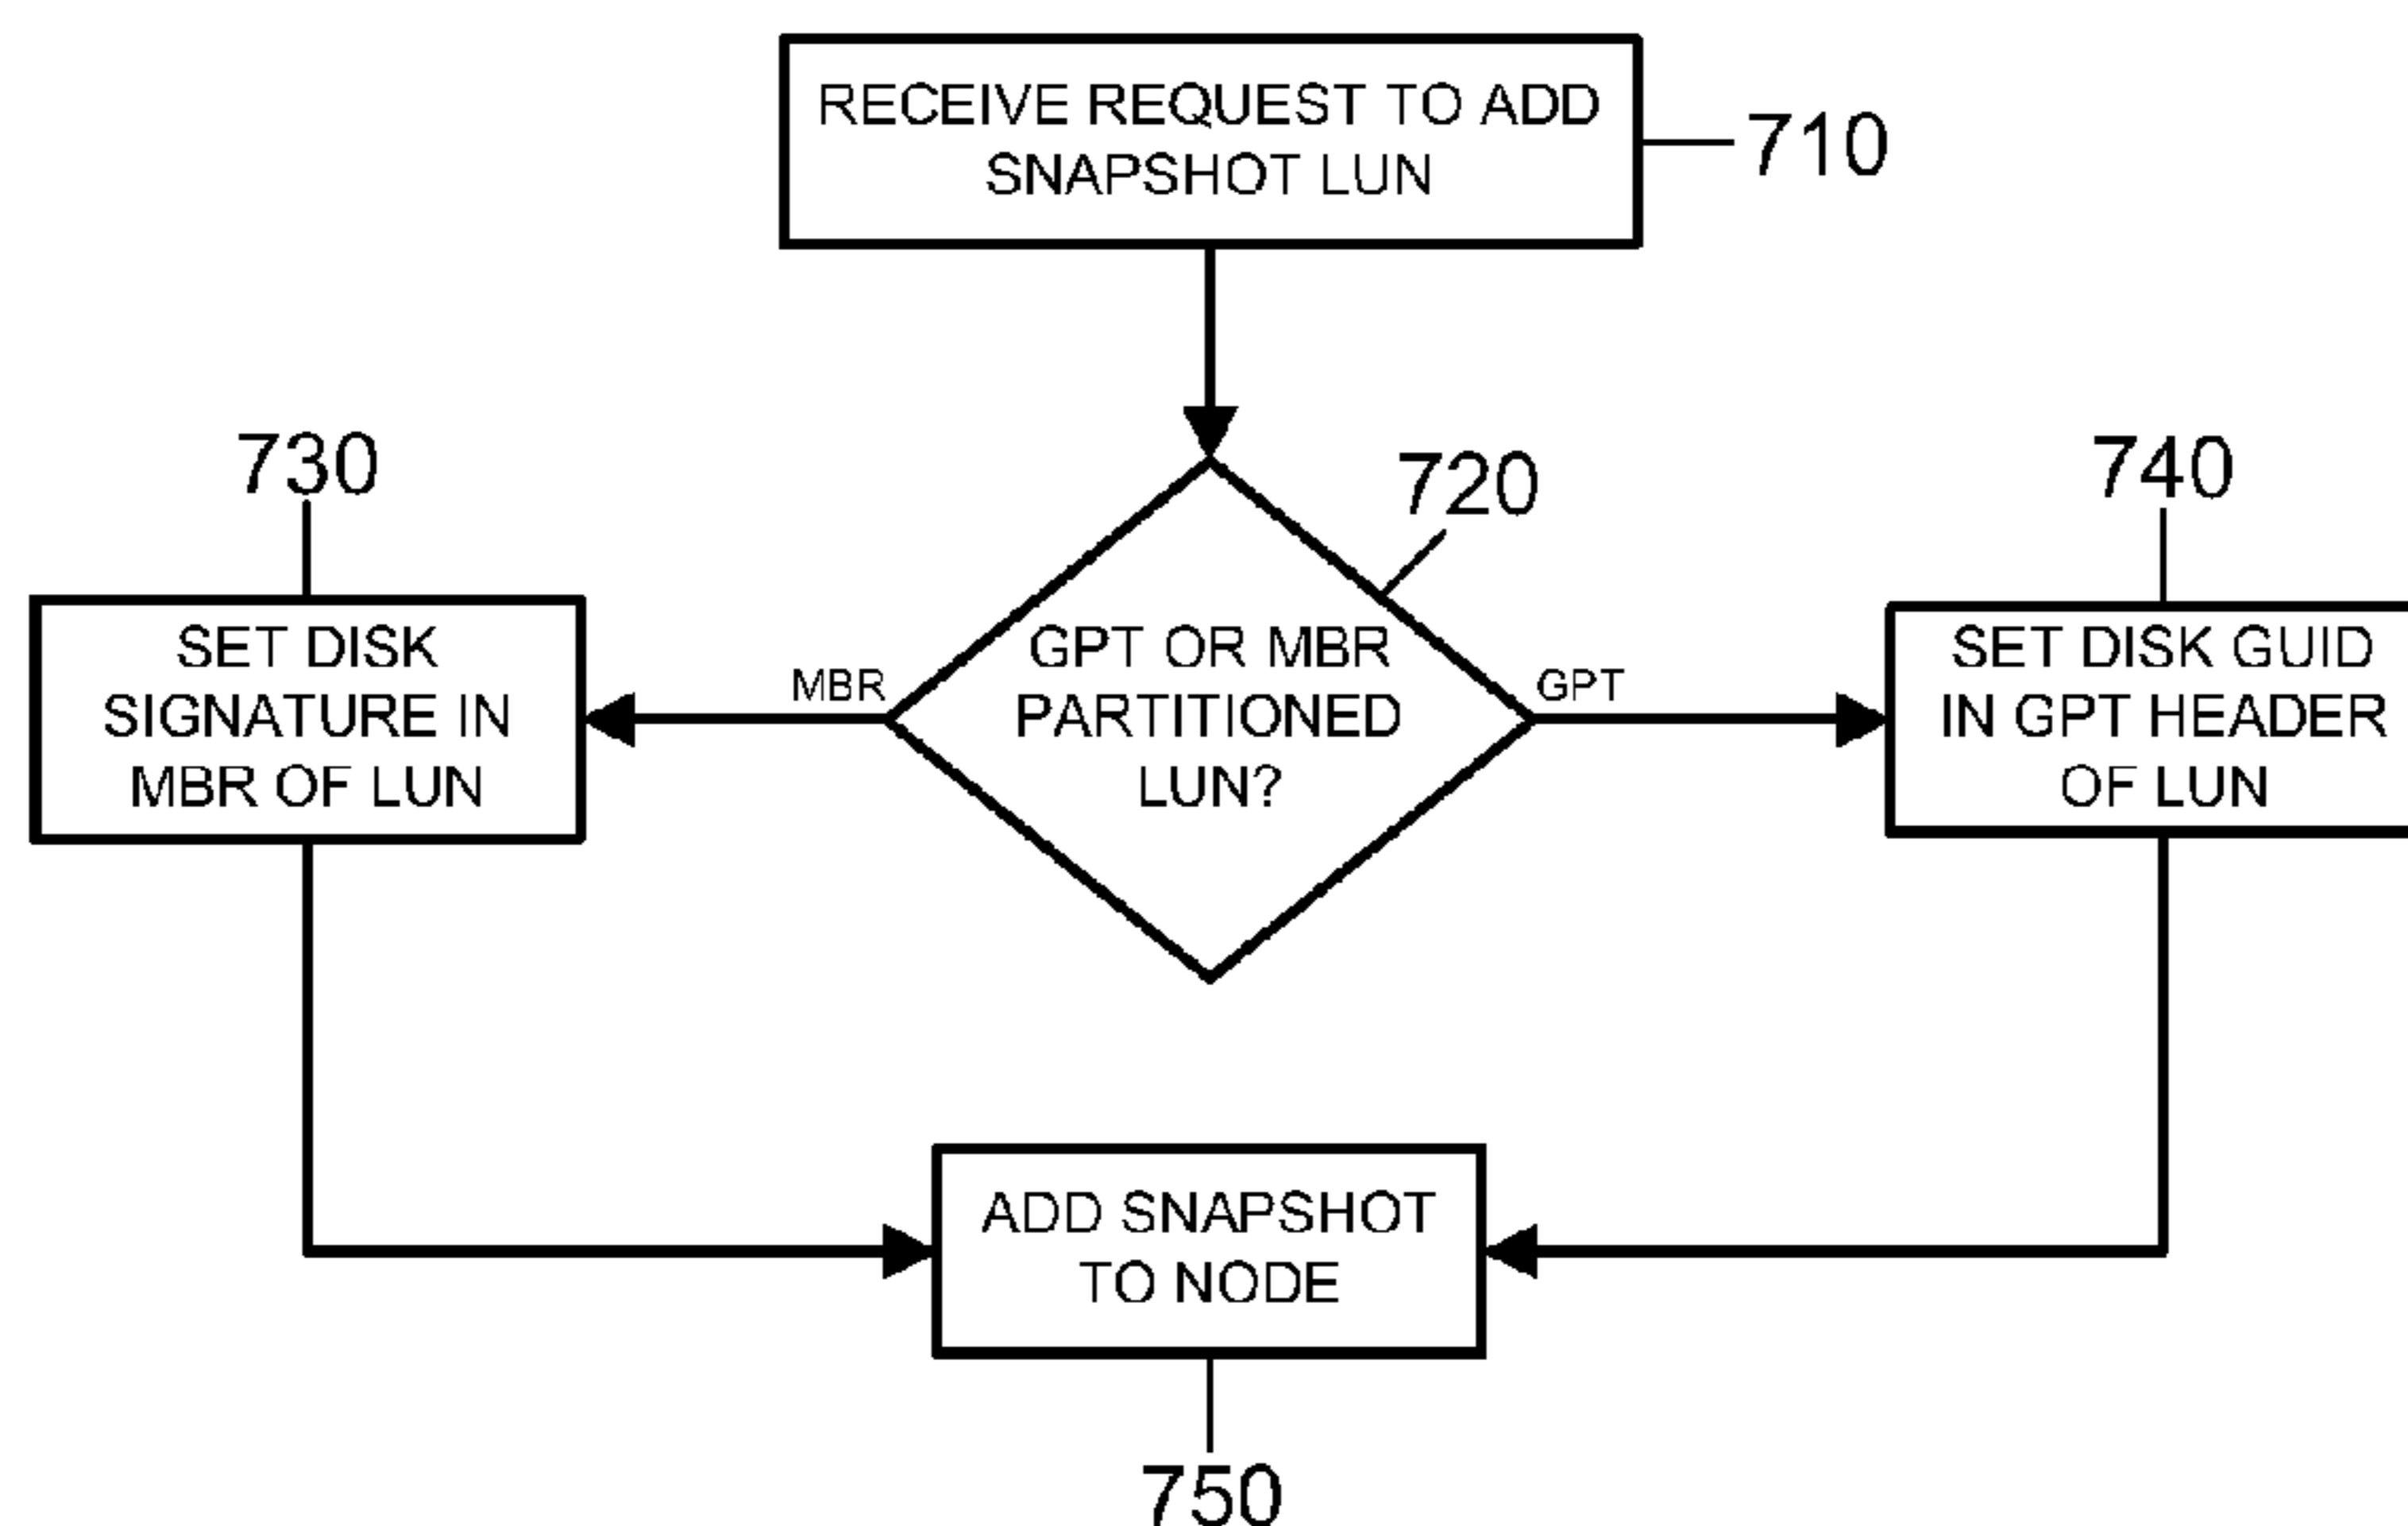 RECEIVE REQUEST TO ADD
SNAPSHOT LUN
710
730
720
740
SET DISK
SIGNATURE IN
MBR OF LUN
MBR
GPT OR MBR
PARTITIONED
LUN?
GPT
SET DISK GUID
IN GPT HEADER
OF LUN
ADD SNAPSHOT
TO NODE
750